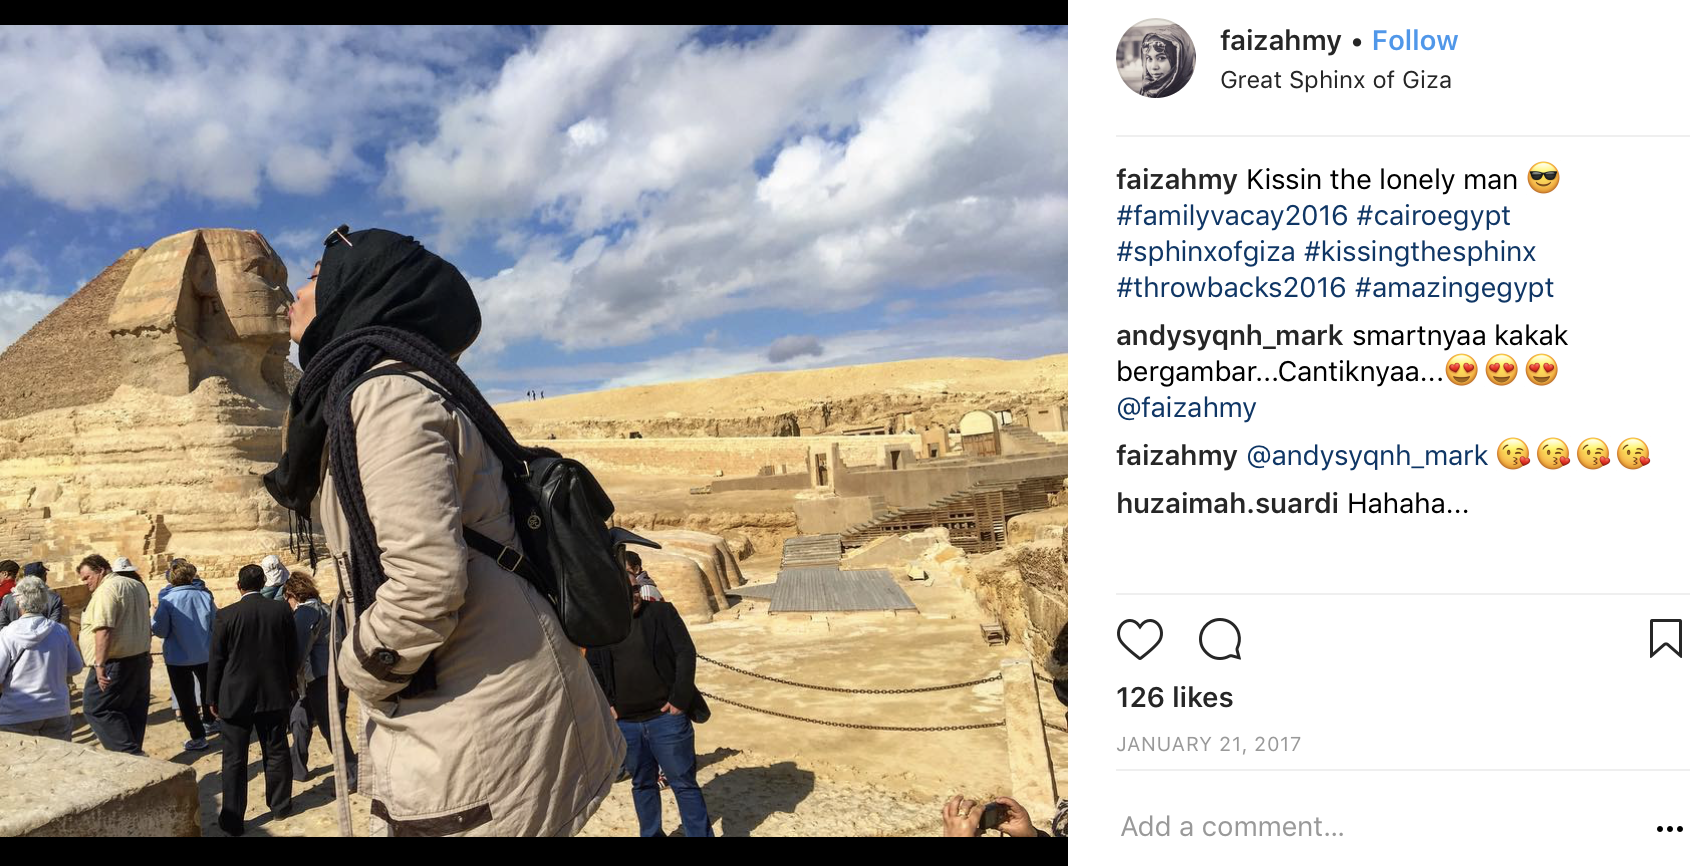 faizahmy • Follow
Great Sphinx of Giza
faizahmy Kissin the lonely man 😎
#familyvacay2016 #cairoegypt
#sphinxofgiza #kissingthesphinx
#throwbacks2016 #amazingegypt
andysyqnh_mark smartnyaa kakak
bergambar...Cantiknyaa...😍😍😍
@faizahmy
faizahmy @andysyqnh_mark 😘😘😘😘
huzaimah.suardi Hahaha...
126 likes
JANUARY 21, 2017
Add a comment...